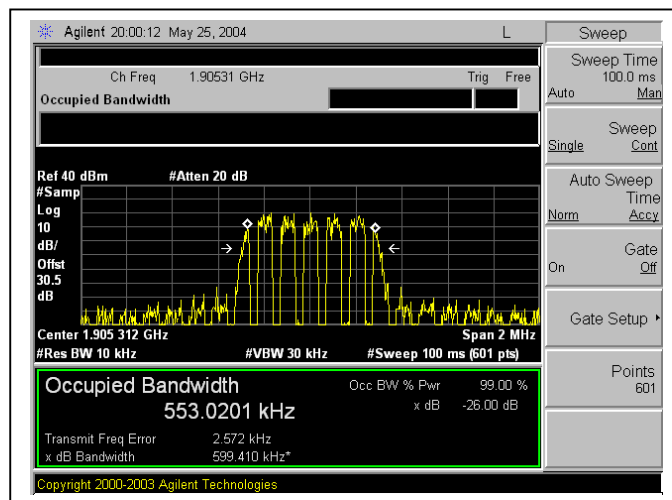 Agilent 20:00:12 May 25, 2004 L
Ch Freq 1.90531 GHz Trig Free
Occupied Bandwidth
Ref 40 dBm #Atten 20 dB
#Samp
Log
10
dB/
Offst
30.5
dB
Center 1.905 312 GHz Span 2 MHz
#Res BW 10 kHz #VBW 30 kHz #Sweep 100 ms (601 pts)
Occupied Bandwidth Occ BW % Pwr 99.00 %
553.0201 kHz x dB -26.00 dB
Transmit Freq Error 2.572 kHz
x dB Bandwidth 599.410 kHz*
Copyright 2000-2003 Agilent Technologies
Sweep
Sweep Time
100.0 ms
Auto Man
Sweep
Single Cont
Auto Sweep
Time
Norm Accy
Gate
On Off
Gate Setup
Points
601